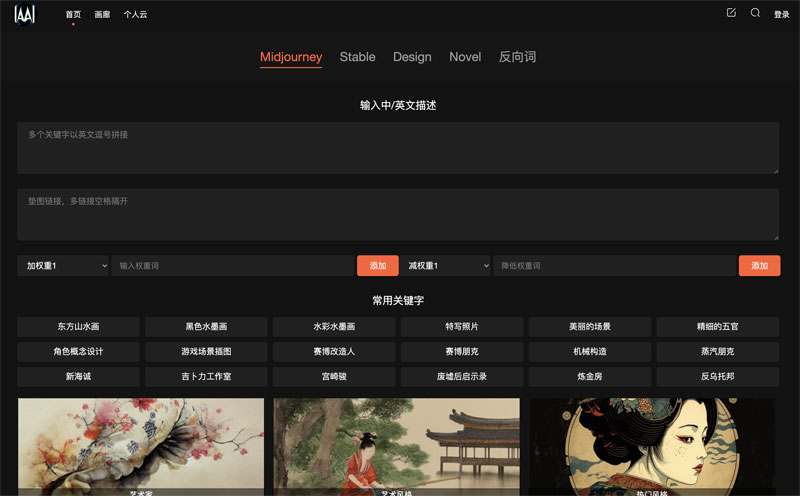 AA
首页 画廊 个人云 登录
Midjourney Stable Design Novel 反向词
输入中/英文描述
多个关键字以英文逗号拼接
垫图链接，多链接空格隔开
加权重1 输入权重词 添加 减权重1 降低权重词 添加
常用关键字
东方山水画 黑色水墨画 水彩水墨画 特写照片 美丽的场景 精细的五官
角色概念设计 游戏场景插图 赛博改造人 赛博朋克 机械构造 蒸汽朋克
新海诚 吉卜力工作室 宫崎骏 废墟后启示录 炼金房 反乌托邦
艺术家 艺术风格 热门风格